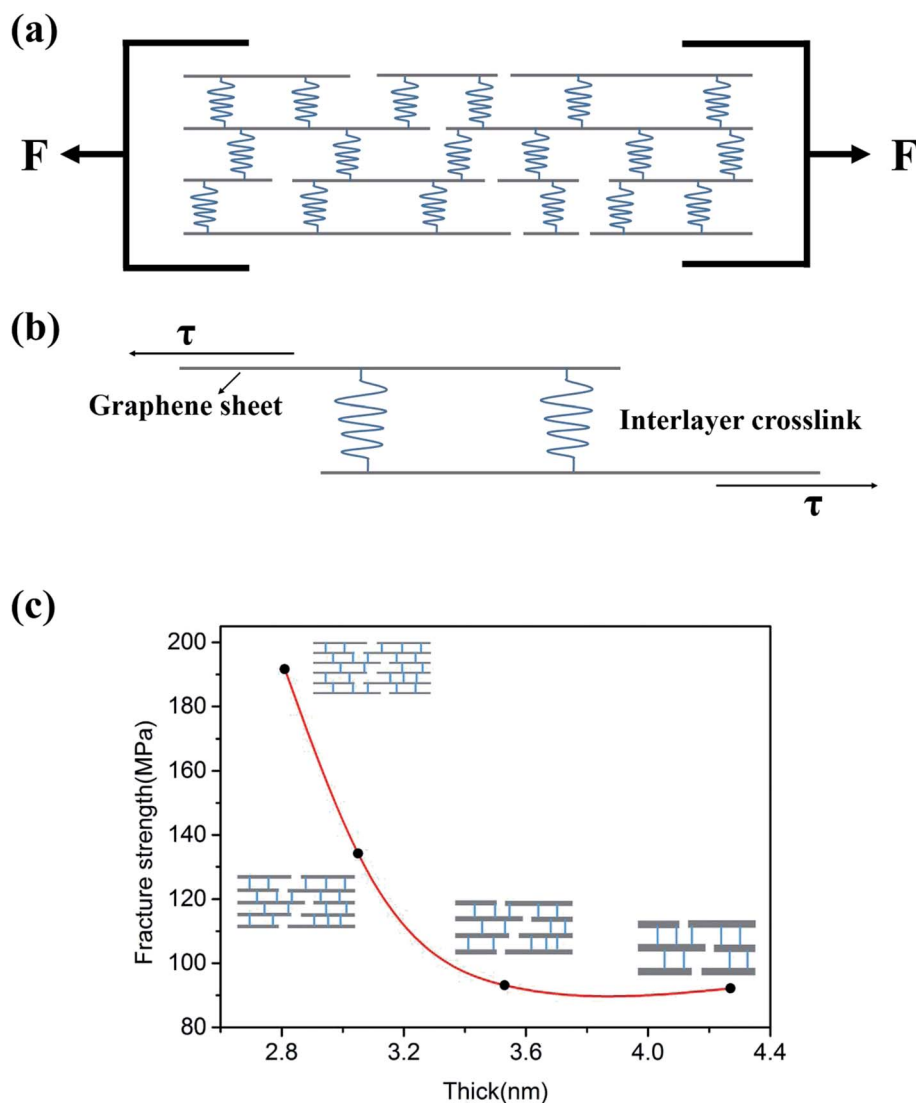 (a)
F
F
(b)
τ
Graphene sheet
Interlayer crosslink
τ
(c)
200
180
160
140
120
100
80
Fracture strength(MPa)
2.8 3.2 3.6 4.0 4.4
Thick(nm)